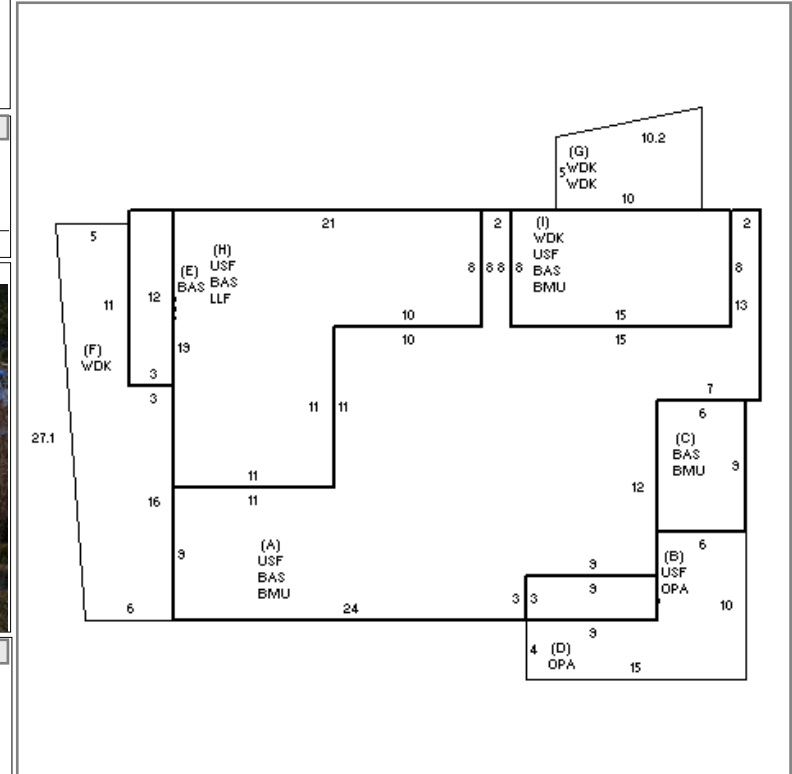 10.2
(G)
5 WDK
WDK
10
5
21
2
(I)
WDK
USF
BAS
BMU
2
(H)
USF
BAS
LLF
(E)
BAS
8
8
8
8
8
11
12
13
10
10
15
15
19
(F)
WDK
3
3
7
6
11
11
27.1
(C)
BAS
BMU
9
11
11
12
16
(A)
USF
BAS
BMU
9
6
(B)
USF
OPA
9
9
3
3
10
6
24
9
4
(D)
OPA
15